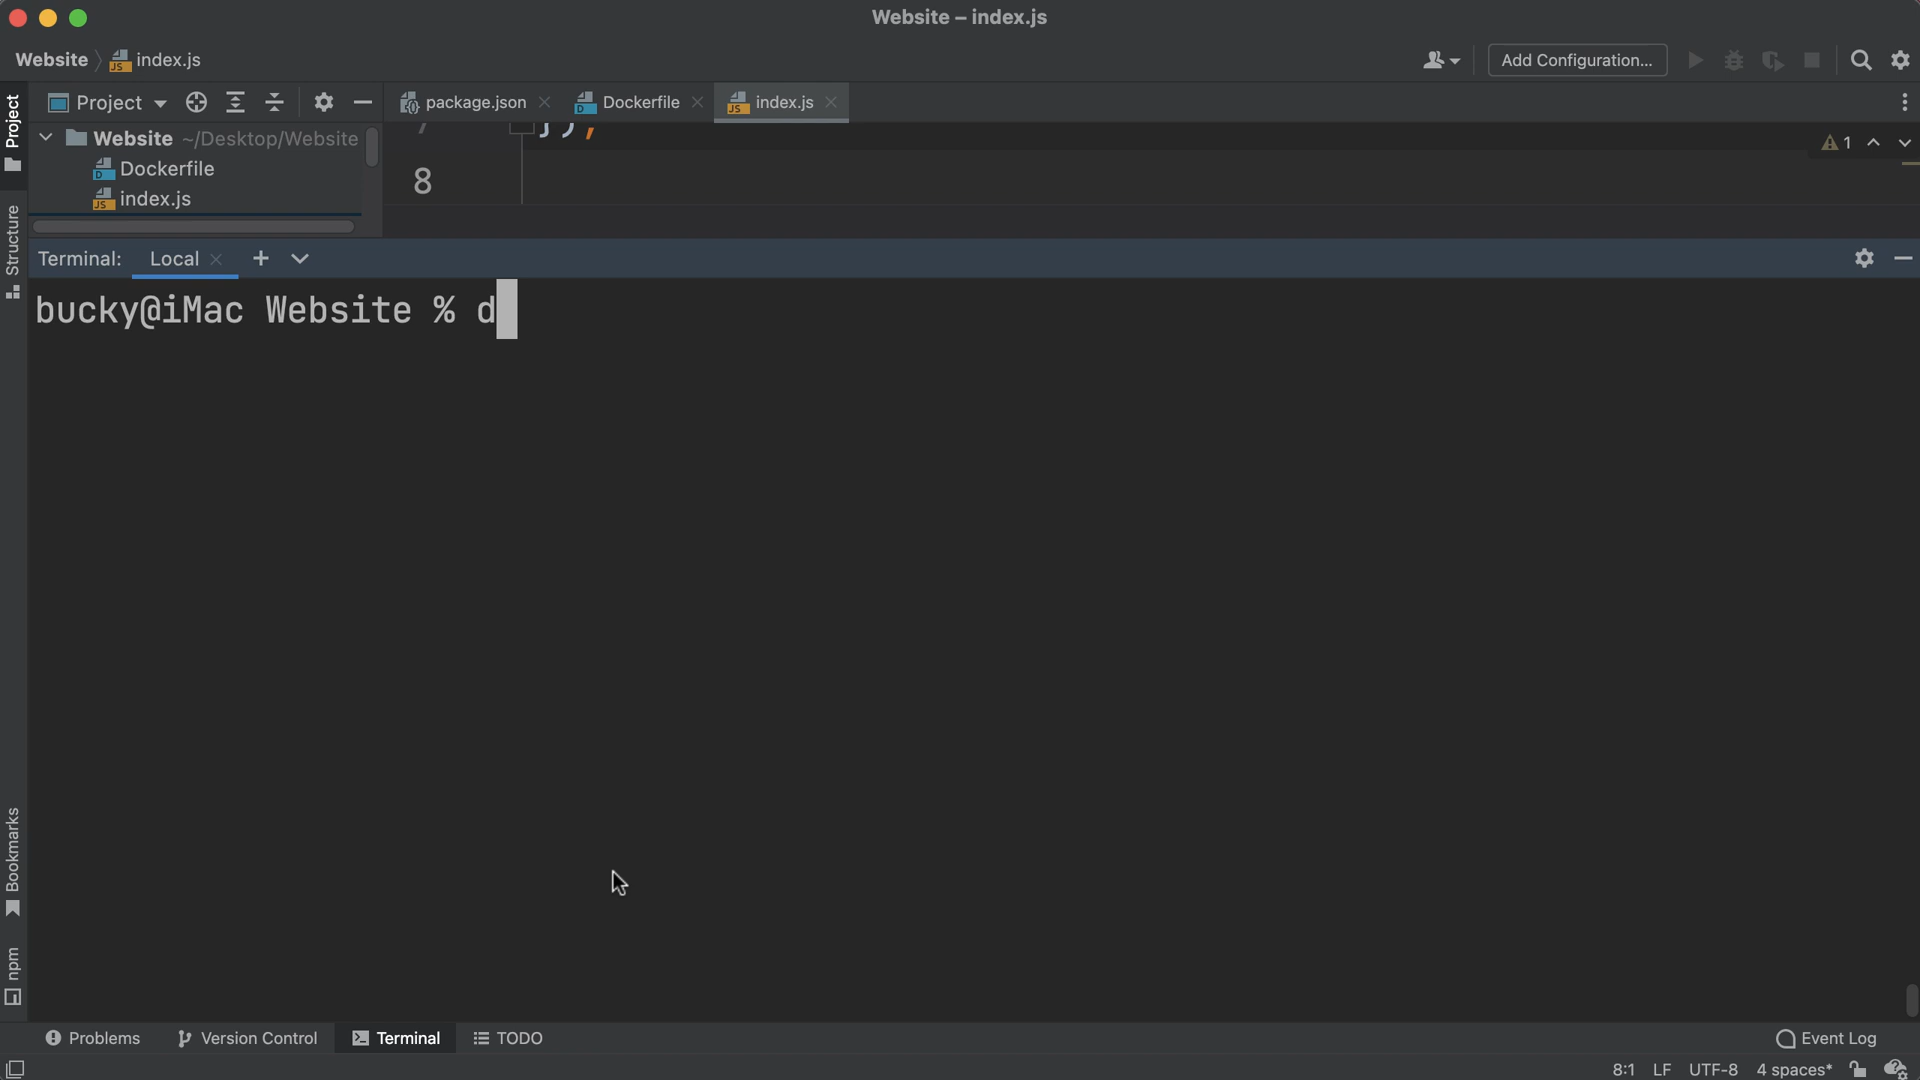 Website – index.js
Website index.js
Add Configuration...
Project
package.json
Dockerfile
index.js
Project
Website ~/Desktop/Website
Dockerfile
index.js
});
8
1
Structure
Terminal:
Local
bucky@iMac Website % d
Bookmarks
npm
Problems
Version Control
Terminal
TODO
Event Log
8:1 LF UTF-8 4 spaces*